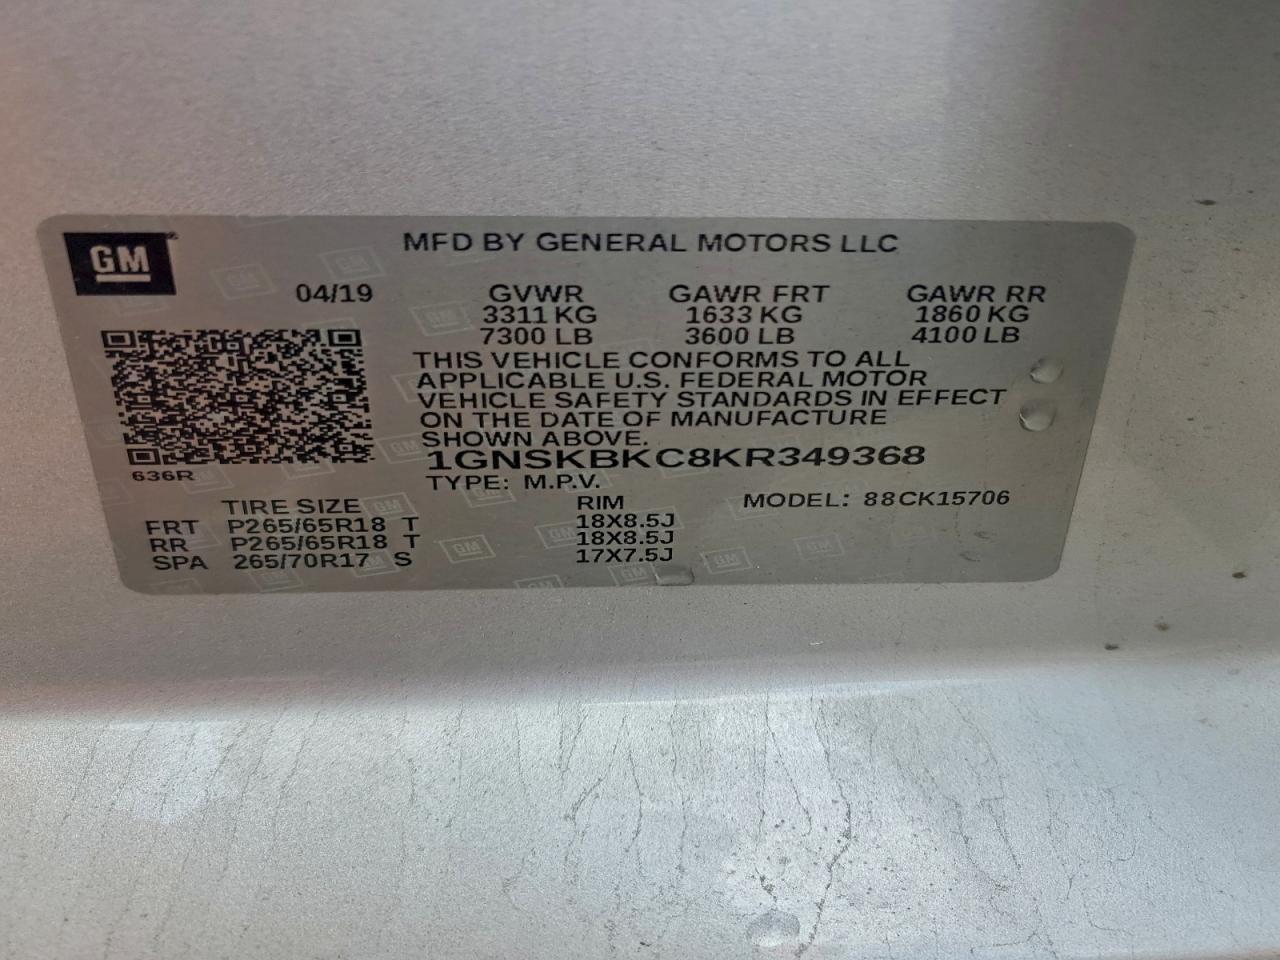 GM
MFD BY GENERAL MOTORS LLC
04/19 GVWR GAWR FRT GAWR RR
3311 KG 1633 KG 1860 KG
7300 LB 3600 LB 4100 LB
THIS VEHICLE CONFORMS TO ALL
APPLICABLE U.S. FEDERAL MOTOR
VEHICLE SAFETY STANDARDS IN EFFECT
ON THE DATE OF MANUFACTURE
SHOWN ABOVE.
636R
1GNSKBKC8KR349368
TYPE: M.P.V.
TIRE SIZE RIM MODEL: 88CK15706
FRT P265/65R18 T 18X8.5J
RR P265/65R18 T 18X8.5J
SPA 265/70R17 S 17X7.5J